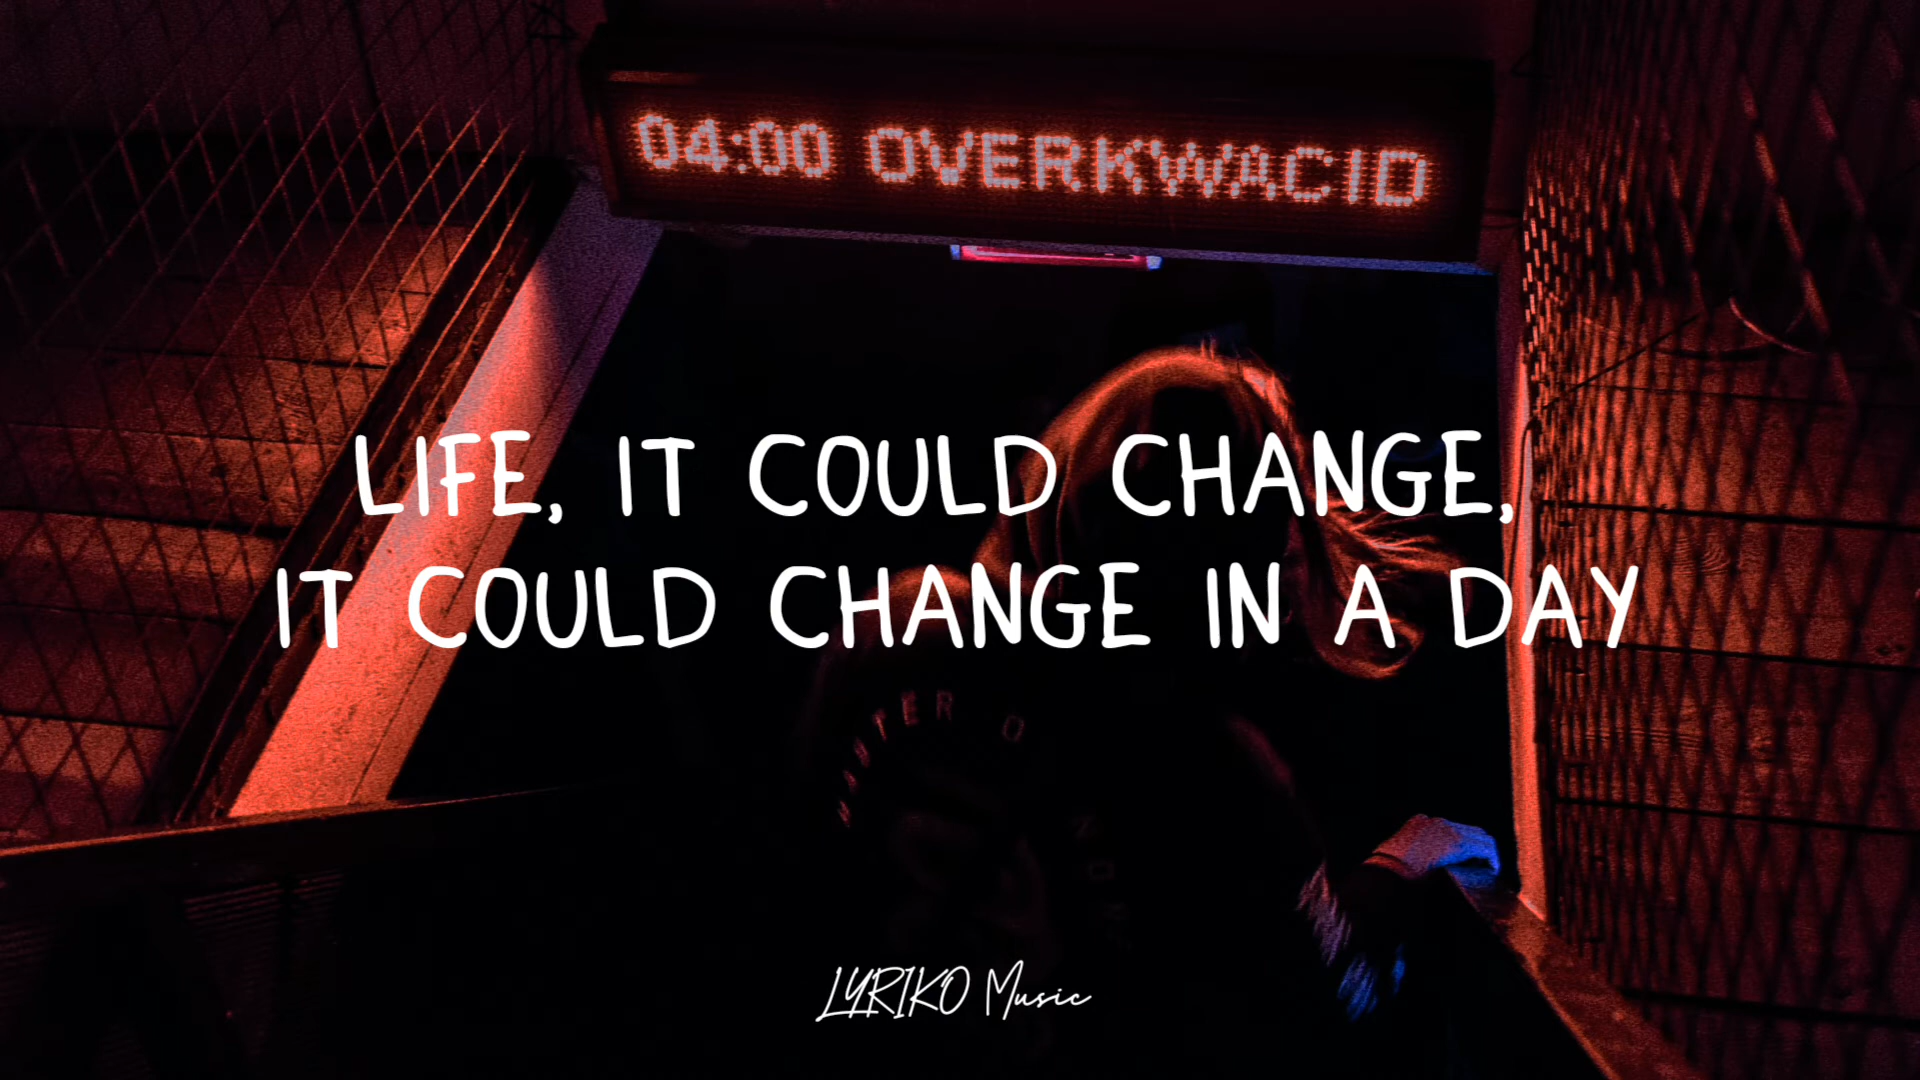 04:00 OVERKWACID
LIFE, IT COULD CHANGE,
IT COULD CHANGE IN A DAY
LYRIKO Music